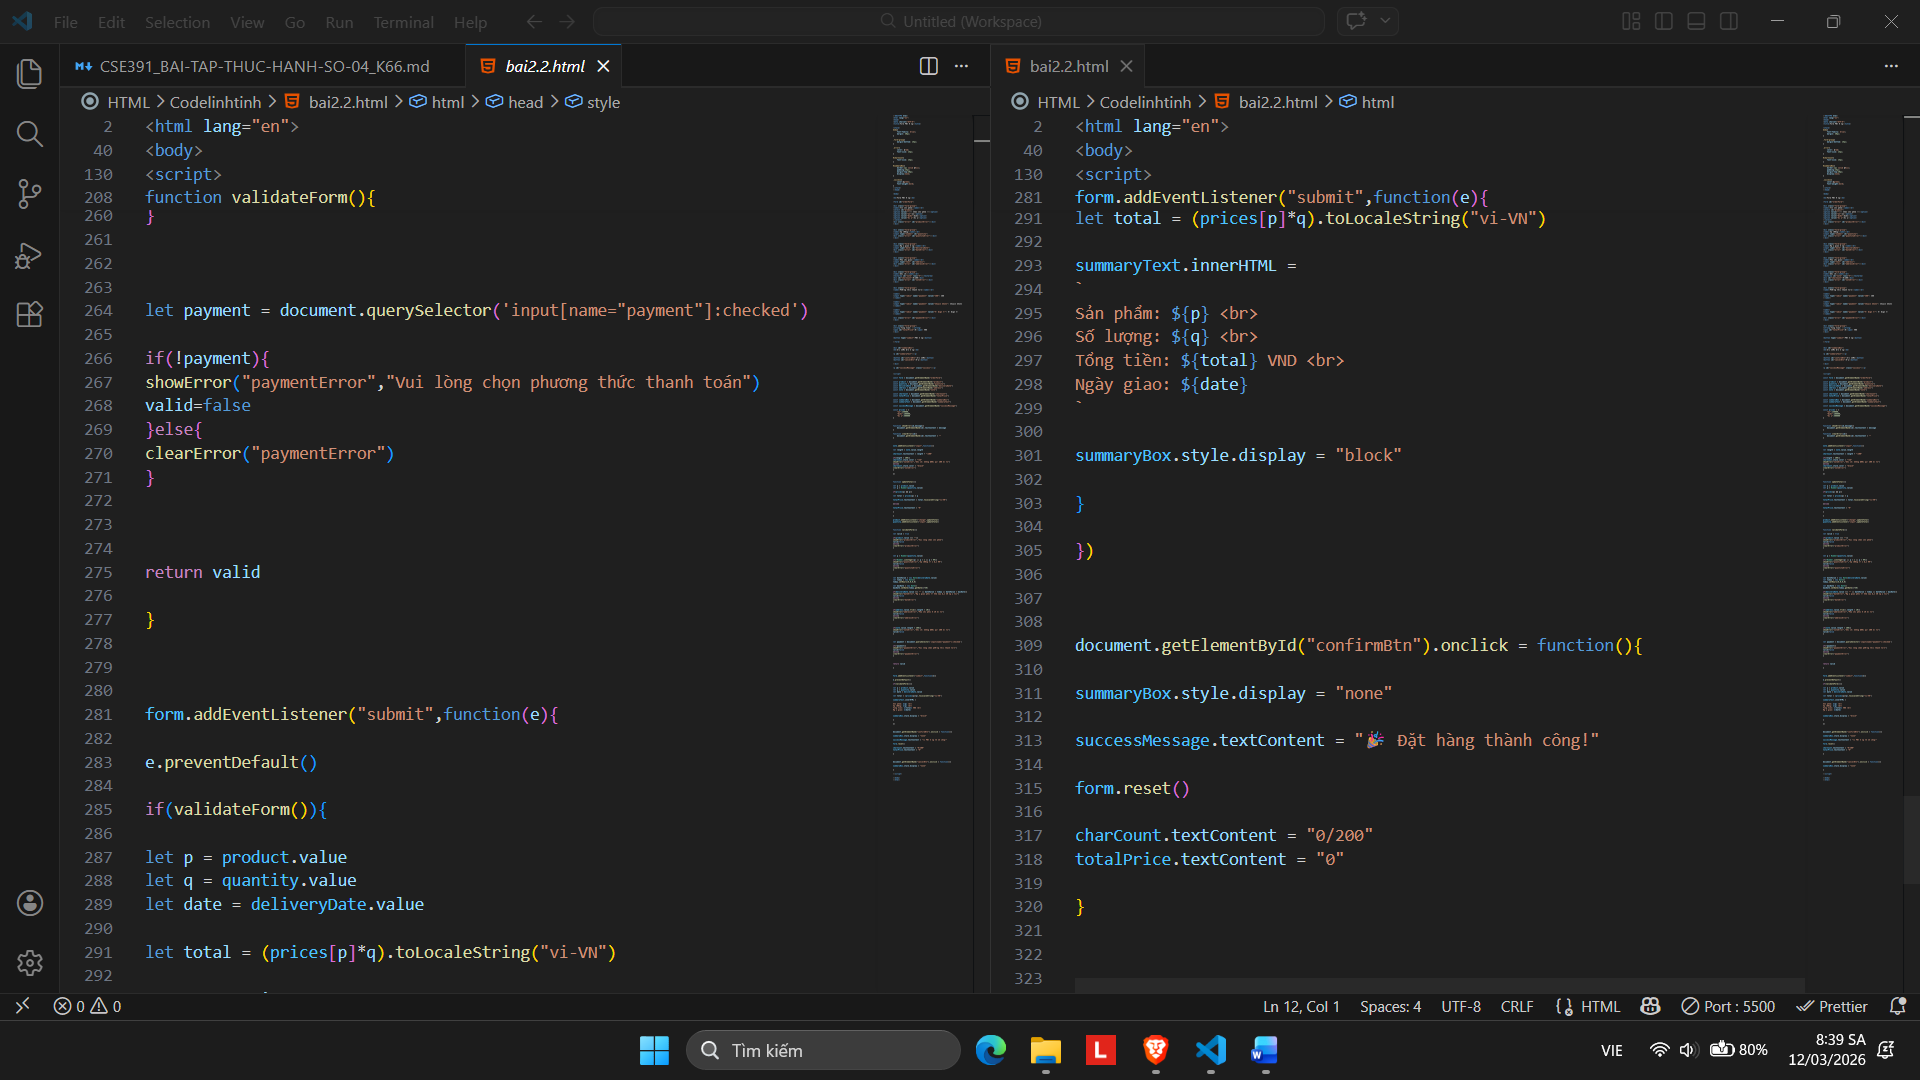 File Edit Selection View Go Run Terminal Help
Untitled (Workspace)
CSE391_BAI-TAP-THUC-HANH-SO-04_K66.md
bai2.2.html
HTML > Codelinhtinh > bai2.2.html > html > head > style
2 <html lang="en">
40 <body>
130 <script>
208 function validateForm(){
260 }
261
262
263
264 let payment = document.querySelector('input[name="payment"]:checked')
265
266 if(!payment){
267 showError("paymentError","Vui lòng chọn phương thức thanh toán")
268 valid=false
269 }else{
270 clearError("paymentError")
271 }
272
273
274
275 return valid
276
277 }
278
279
280
281 form.addEventListener("submit",function(e){
282
283 e.preventDefault()
284
285 if(validateForm()){
286
287 let p = product.value
288 let q = quantity.value
289 let date = deliveryDate.value
290
291 let total = (prices[p]*q).toLocaleString("vi-VN")
292
bai2.2.html
HTML > Codelinhtinh > bai2.2.html > html
2 <html lang="en">
40 <body>
130 <script>
281 form.addEventListener("submit",function(e){
291 let total = (prices[p]*q).toLocaleString("vi-VN")
292
293 summaryText.innerHTML =
294 `
295 Sản phẩm: ${p} <br>
296 Số lượng: ${q} <br>
297 Tổng tiền: ${total} VND <br>
298 Ngày giao: ${date}
299 `
300
301 summaryBox.style.display = "block"
302
303 }
304
305 })
306
307
308
309 document.getElementById("confirmBtn").onclick = function(){
310
311 summaryBox.style.display = "none"
312
313 successMessage.textContent = "🎉 Đặt hàng thành công!"
314
315 form.reset()
316
317 charCount.textContent = "0/200"
318 totalPrice.textContent = "0"
319
320 }
321
322
323
0 0
Ln 12, Col 1 Spaces: 4 UTF-8 CRLF HTML Port : 5500 Prettier
Tìm kiếm
L
W
VIE
80%
8:39 SA
12/03/2026